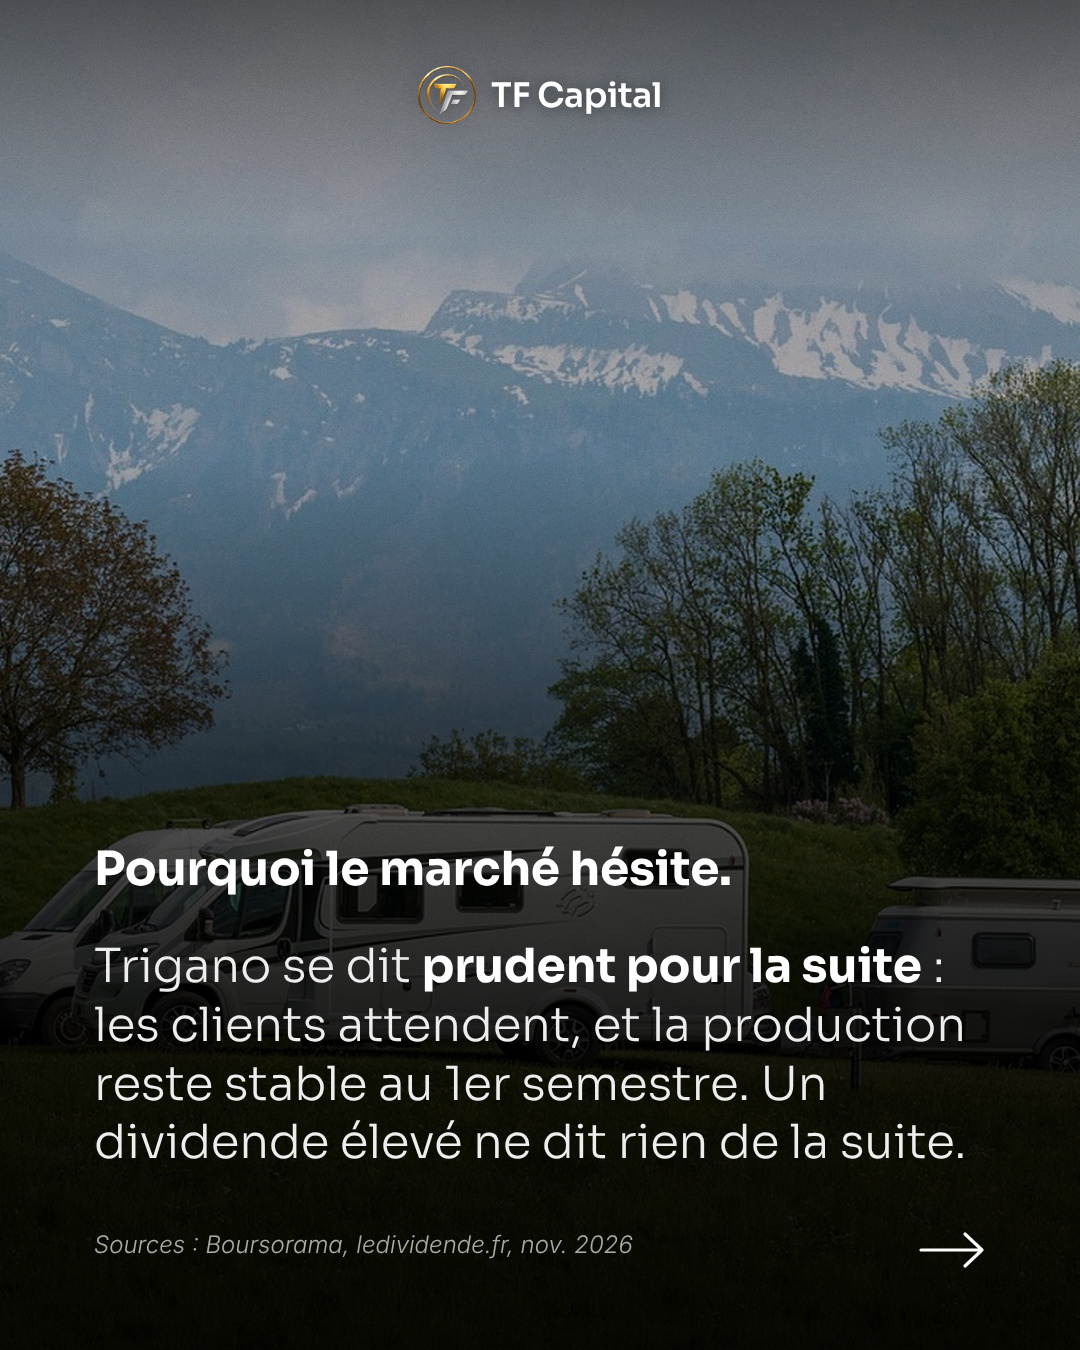 TF Capital
Pourquoi le marché hésite.
Trigano se dit prudent pour la suite :
les clients attendent, et la production
reste stable au 1er semestre. Un
dividende élevé ne dit rien de la suite.
Sources : Boursorama, ledividende.fr, nov. 2026